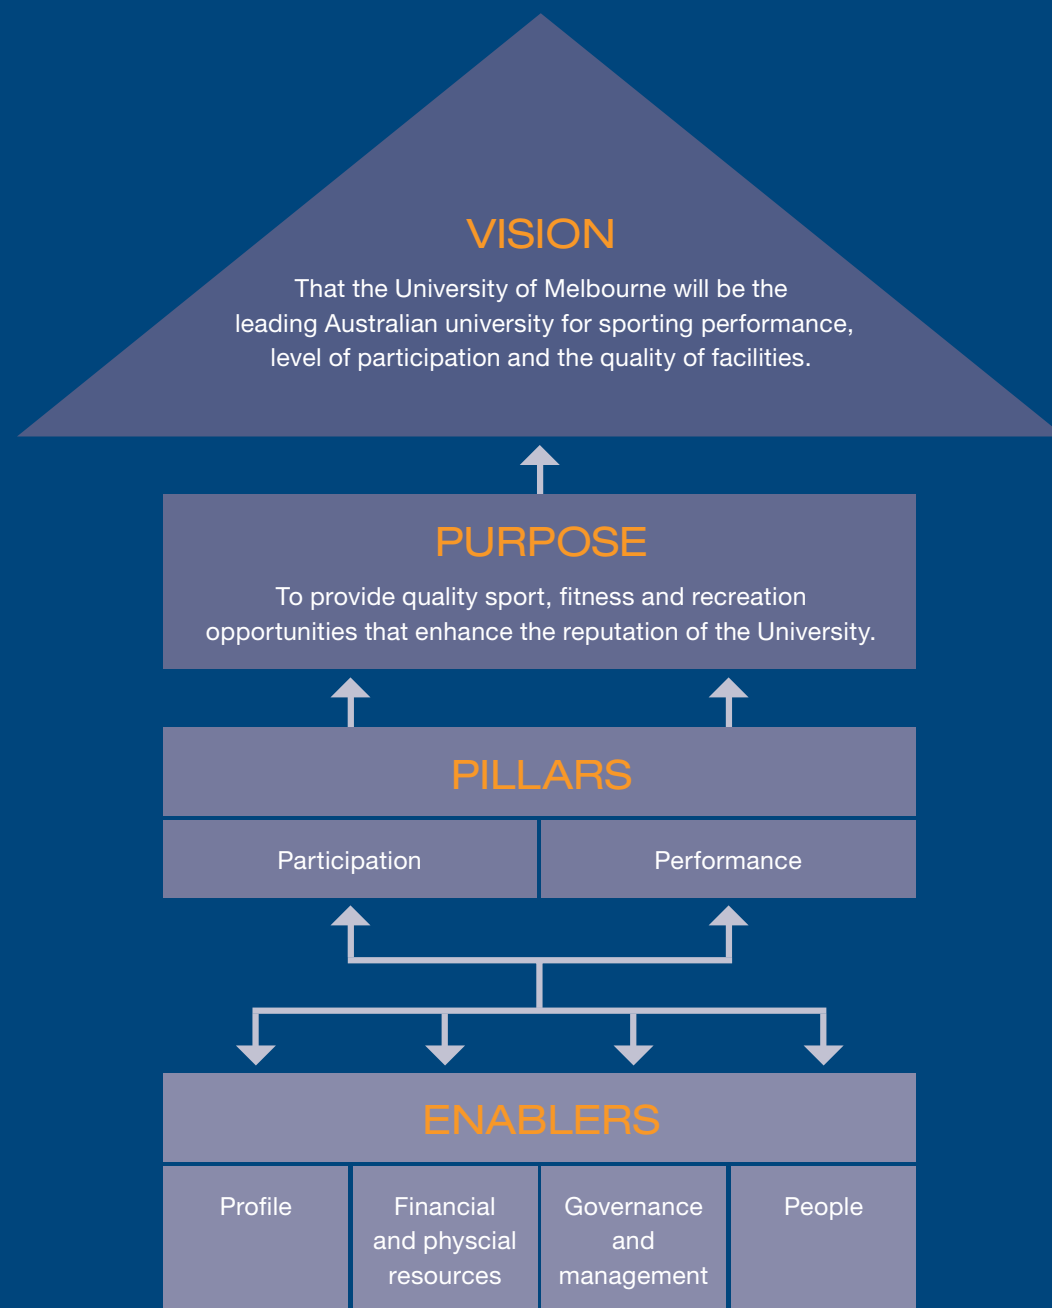 VISION
That the University of Melbourne will be the
leading Australian university for sporting performance,
level of participation and the quality of facilities.
PURPOSE
To provide quality sport, fitness and recreation
opportunities that enhance the reputation of the University.
PILLARS
Participation
Performance
ENABLERS
Profile
Financial
and physcial
resources
Governance
and
management
People